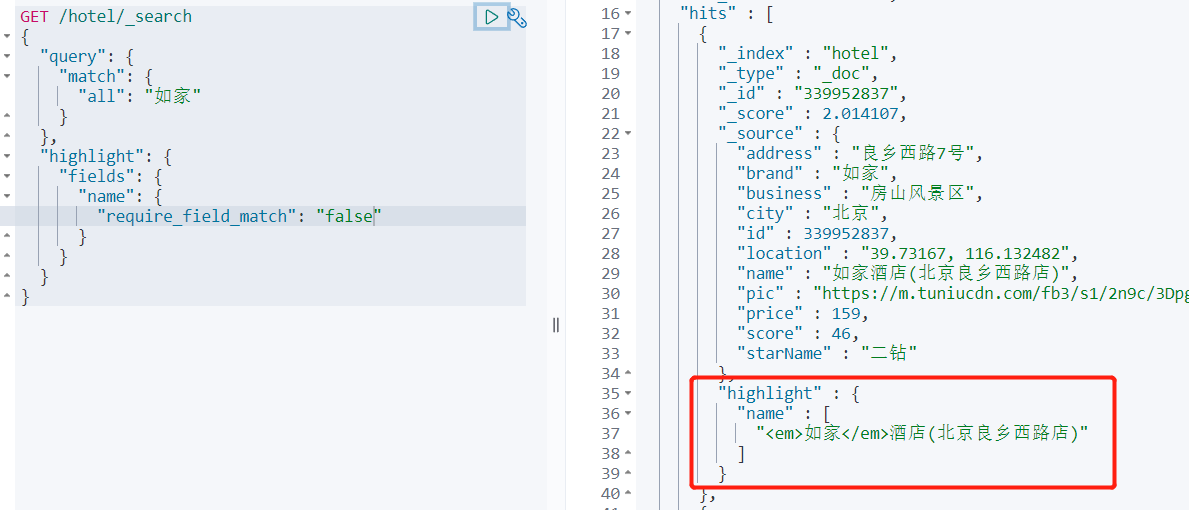 GET /hotel/_search
{
  "query": {
    "match": {
      "all": "如家"
    }
  },
  "highlight": {
    "fields": {
      "name": {
        "require_field_match": "false"
      }
    }
  }
}
16 "hits" : [
17 {
18 "_index" : "hotel",
19 "_type" : "_doc",
20 "_id" : "339952837",
21 "_score" : 2.014107,
22 "_source" : {
23 "address" : "良乡西路7号",
24 "brand" : "如家",
25 "business" : "房山风景区",
26 "city" : "北京",
27 "id" : 339952837,
28 "location" : "39.73167, 116.132482",
29 "name" : "如家酒店(北京良乡西路店)",
30 "pic" : "https://m.tuniucdn.com/fb3/s1/2n9c/3Dpg
31 "price" : 159,
32 "score" : 46,
33 "starName" : "二钻"
34 },
35 "highlight" : {
36 "name" : [
37 "<em>如家</em>酒店(北京良乡西路店)"
38 ]
39 }
40 },